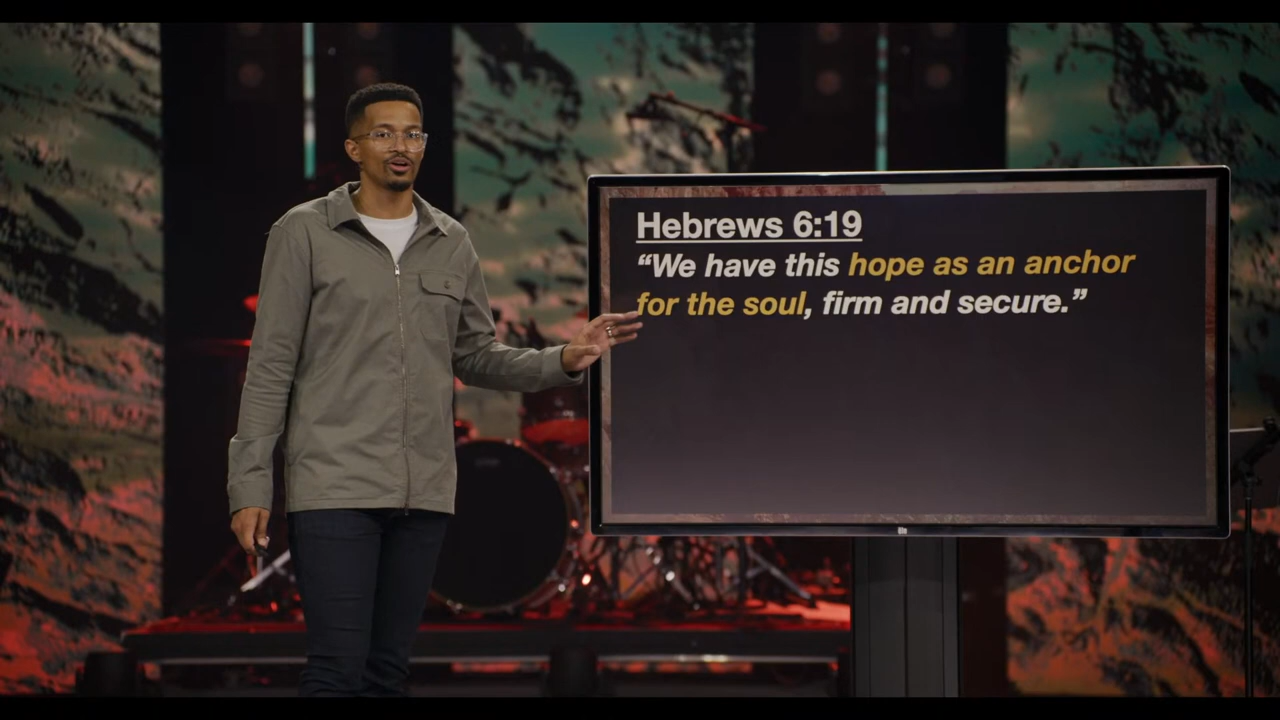 Hebrews 6:19
“We have this hope as an anchor
for the soul, firm and secure.”